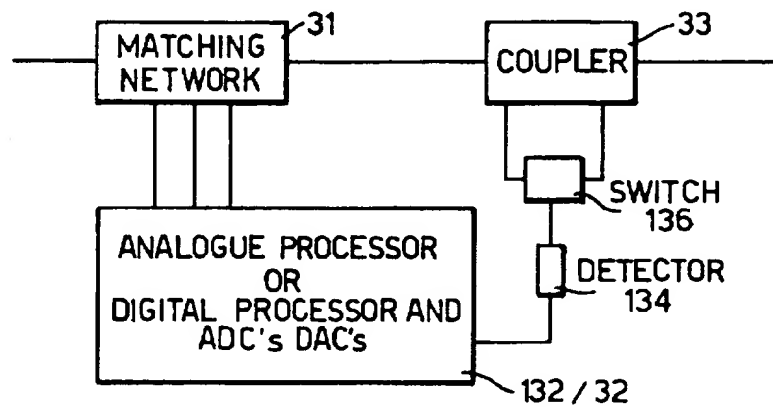 31
MATCHING
NETWORK
33
COUPLER
SWITCH
136
DETECTOR
134
ANALOGUE PROCESSOR
OR
DIGITAL PROCESSOR AND
ADC's DAC's
132/32